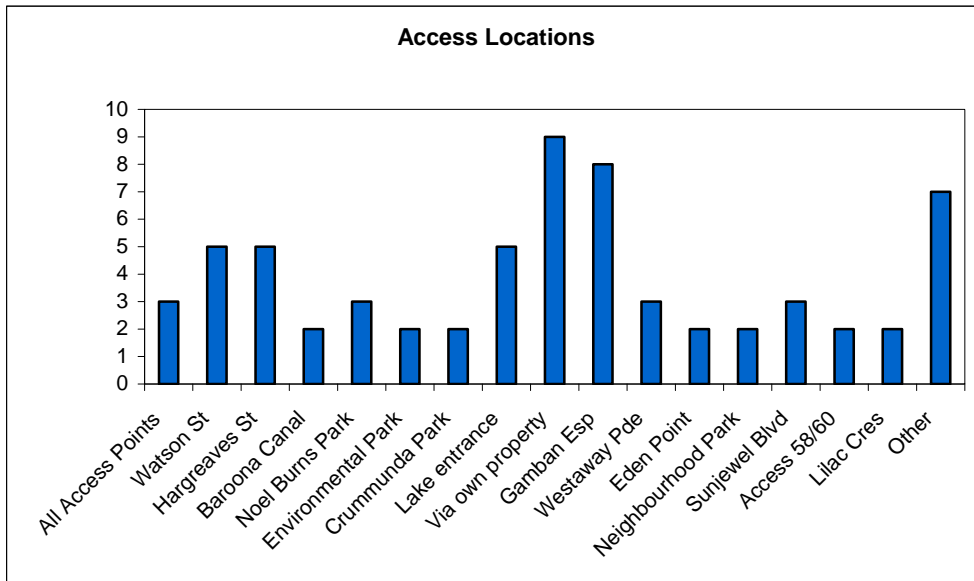 Access Locations
10
9
8
7
6
5
4
3
2
1
0
All Access Points
Watson St
Hargreaves St
Baroona Canal
Noel Burns Park
Environmental Park
Crummunda Park
Lake entrance
Via own property
Gamban Esp
Westaway Pde
Eden Point
Neighbourhood Park
Sunjewel Blvd
Access 58/60
Lilac Cres
Other